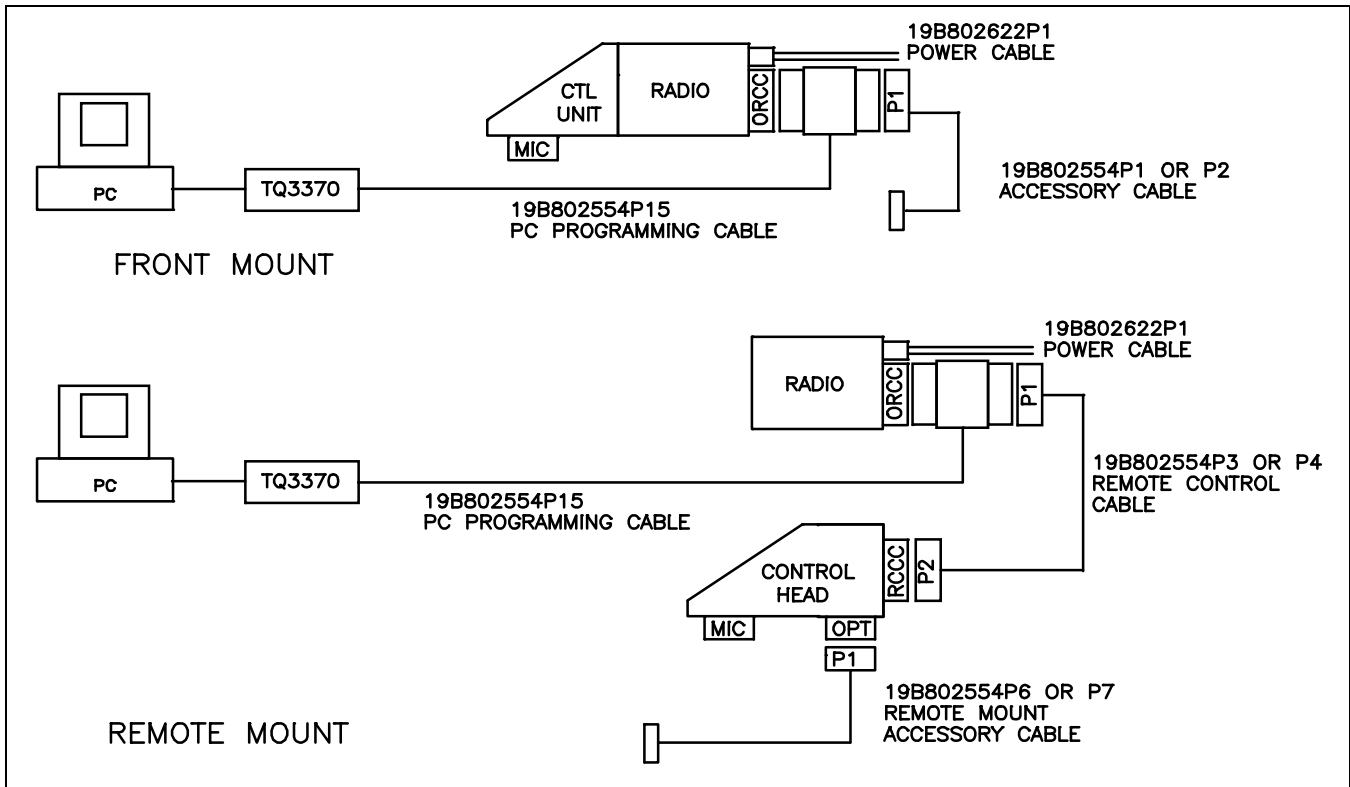 19B802622P1
POWER CABLE
CTL
UNIT
RADIO
ORCC
P1
MIC
PC
TQ3370
19B802554P15
PC PROGRAMMING CABLE
19B802554P1 OR P2
ACCESSORY CABLE
FRONT MOUNT
19B802622P1
POWER CABLE
RADIO
ORCC
P1
PC
TQ3370
19B802554P15
PC PROGRAMMING CABLE
19B802554P3 OR P4
REMOTE CONTROL
CABLE
CONTROL
HEAD
RCCC
P2
MIC
OPT
P1
19B802554P6 OR P7
REMOTE MOUNT
ACCESSORY CABLE
REMOTE MOUNT